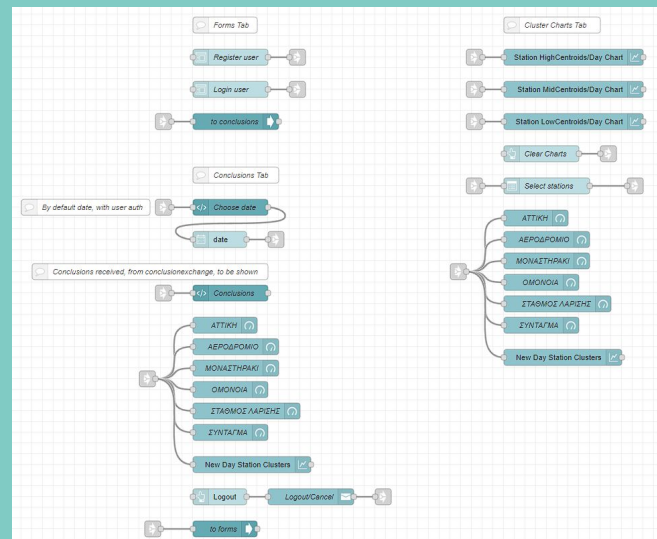 Forms Tab
Register user
Login user
to conclusions
Conclusions Tab
By default date, with user auth
Choose date
date
Conclusions received, from conclusionexchange, to be shown
Conclusions
ΑΤΤΙΚΗ
ΑΕΡΟΔΡΟΜΙΟ
ΜΟΝΑΣΤΗΡΑΚΙ
ΟΜΟΝΟΙΑ
ΣΤΑΘΜΟΣ ΛΑΡΙΣΗΣ
ΣΥΝΤΑΓΜΑ
New Day Station Clusters
Logout
Logout/Cancel
to forms
Cluster Charts Tab
Station HighCentroids/Day Chart
Station MidCentroids/Day Chart
Station LowCentroids/Day Chart
Clear Charts
Select stations
ΑΤΤΙΚΗ
ΑΕΡΟΔΡΟΜΙΟ
ΜΟΝΑΣΤΗΡΑΚΙ
ΟΜΟΝΟΙΑ
ΣΤΑΘΜΟΣ ΛΑΡΙΣΗΣ
ΣΥΝΤΑΓΜΑ
New Day Station Clusters